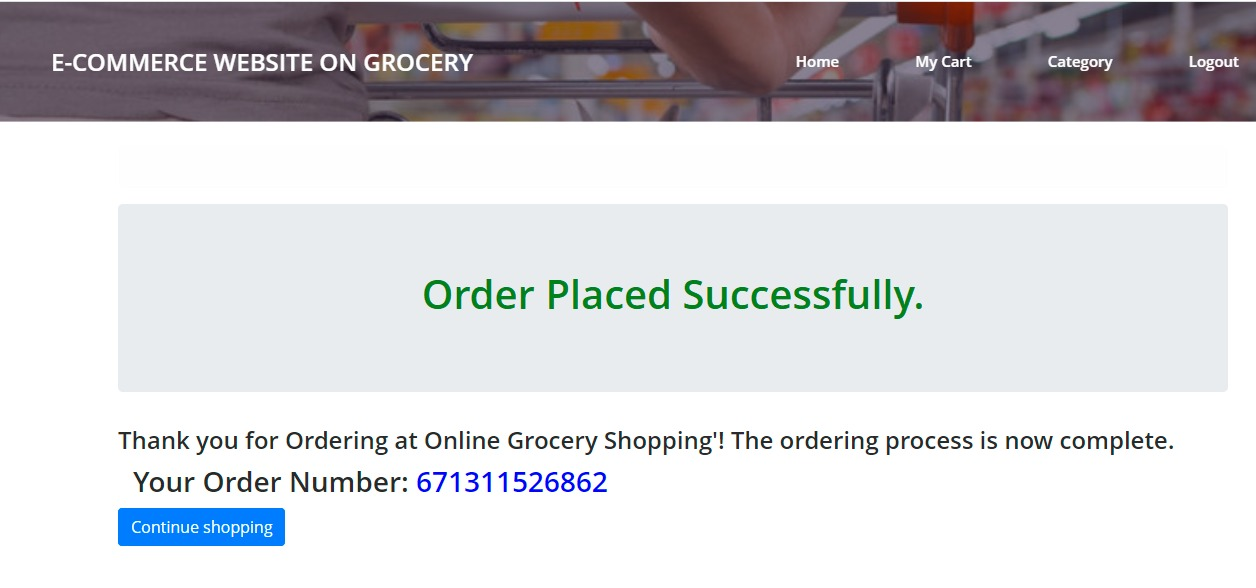 E-COMMERCE WEBSITE ON GROCERY
Home My Cart Category Logout
Order Placed Successfully.
Thank you for Ordering at Online Grocery Shopping'! The ordering process is now complete.
Your Order Number: 671311526862
Continue shopping